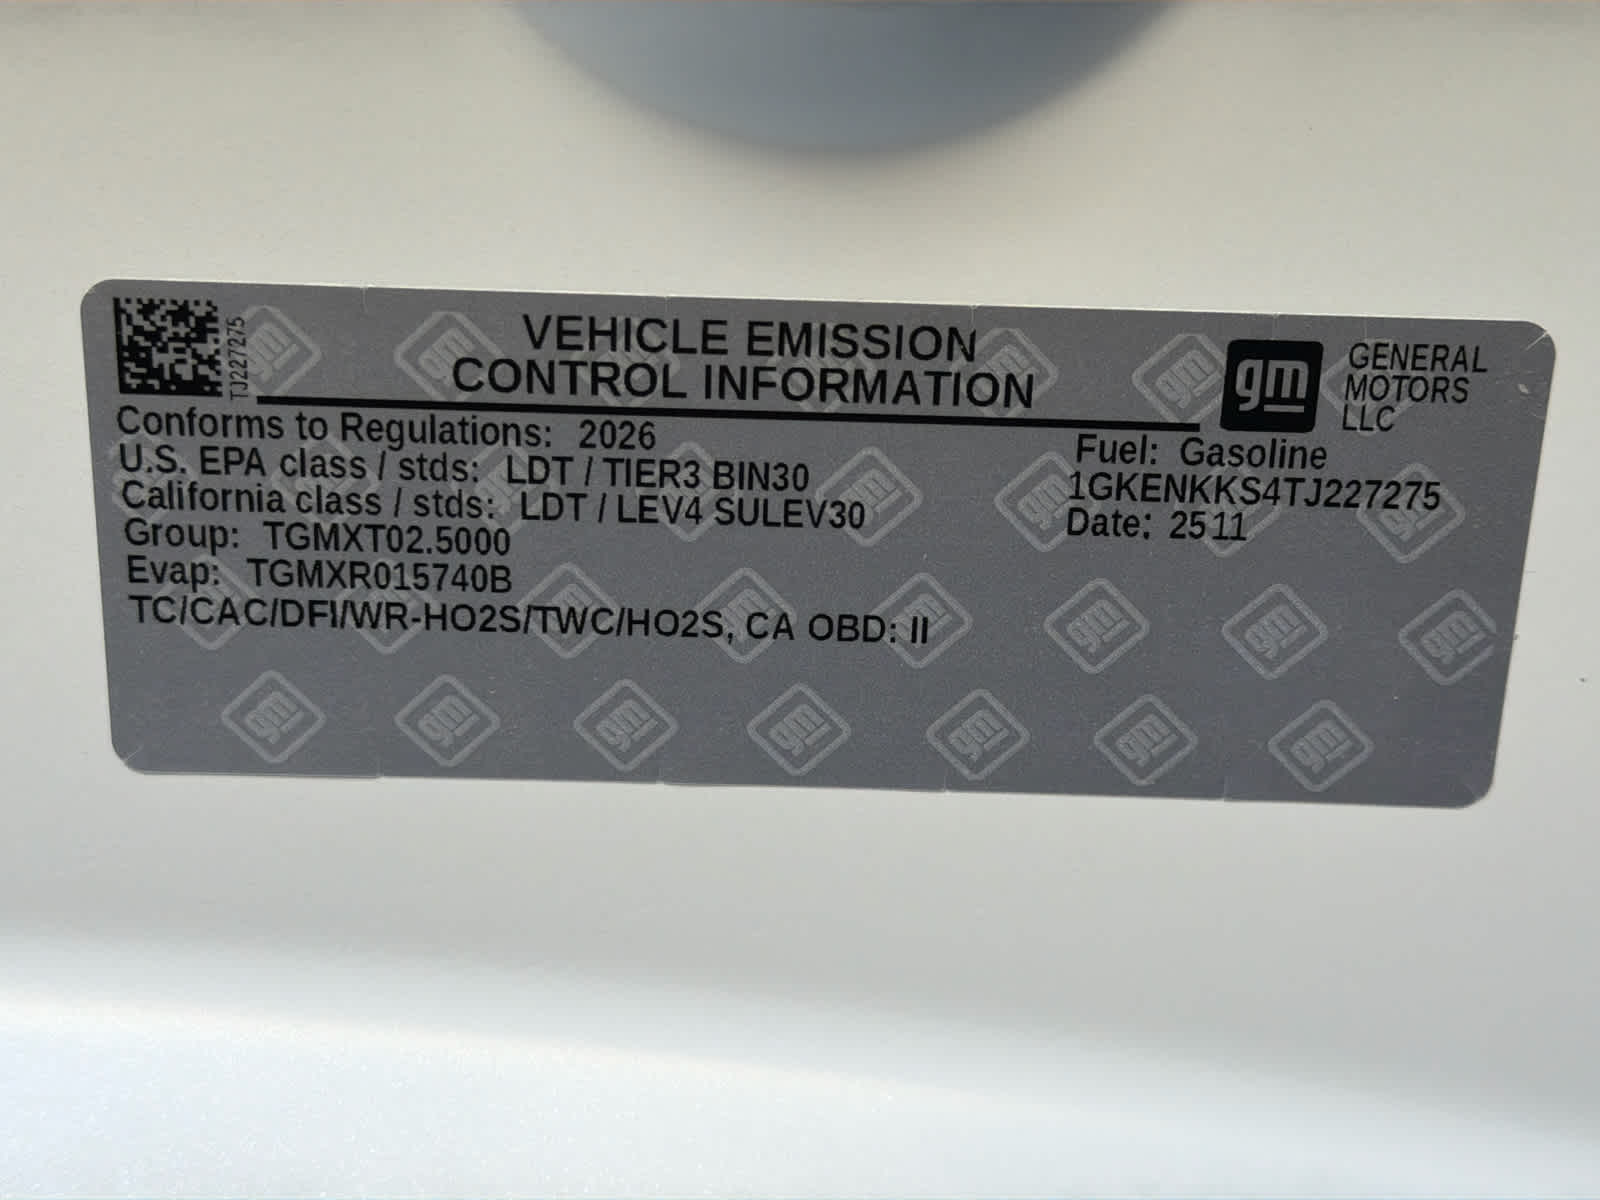 TJ227275
VEHICLE EMISSION
CONTROL INFORMATION
gm
GENERAL
MOTORS
LLC
Conforms to Regulations: 2026
U.S. EPA class / stds: LDT / TIER3 BIN30
California class / stds: LDT / LEV4 SULEV30
Group: TGMXT02.5000
Evap: TGMXR015740B
TC/CAC/DFI/WR-HO2S/TWC/HO2S, CA OBD: II
Fuel: Gasoline
1GKENKKS4TJ227275
Date: 2511